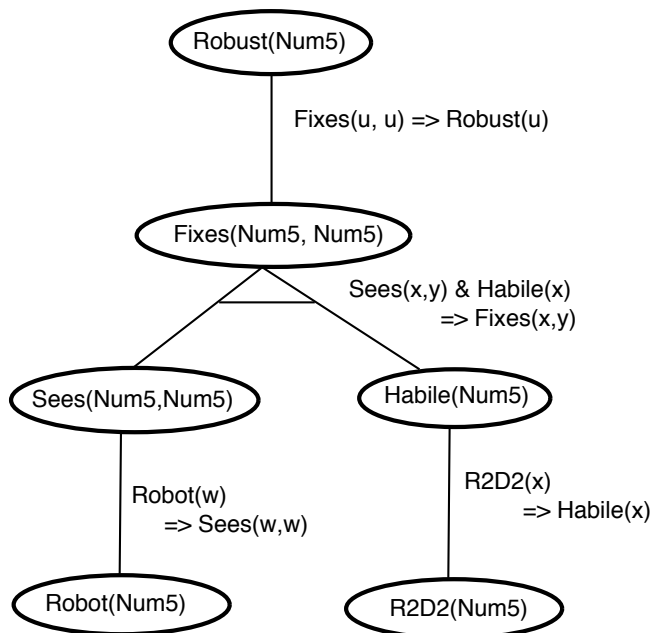 Robust(Num5)
Fixes(u, u) => Robust(u)
Fixes(Num5, Num5)
Sees(x,y) & Habile(x)
=> Fixes(x,y)
Sees(Num5,Num5)
Habile(Num5)
Robot(w)
=> Sees(w,w)
R2D2(x)
=> Habile(x)
Robot(Num5)
R2D2(Num5)